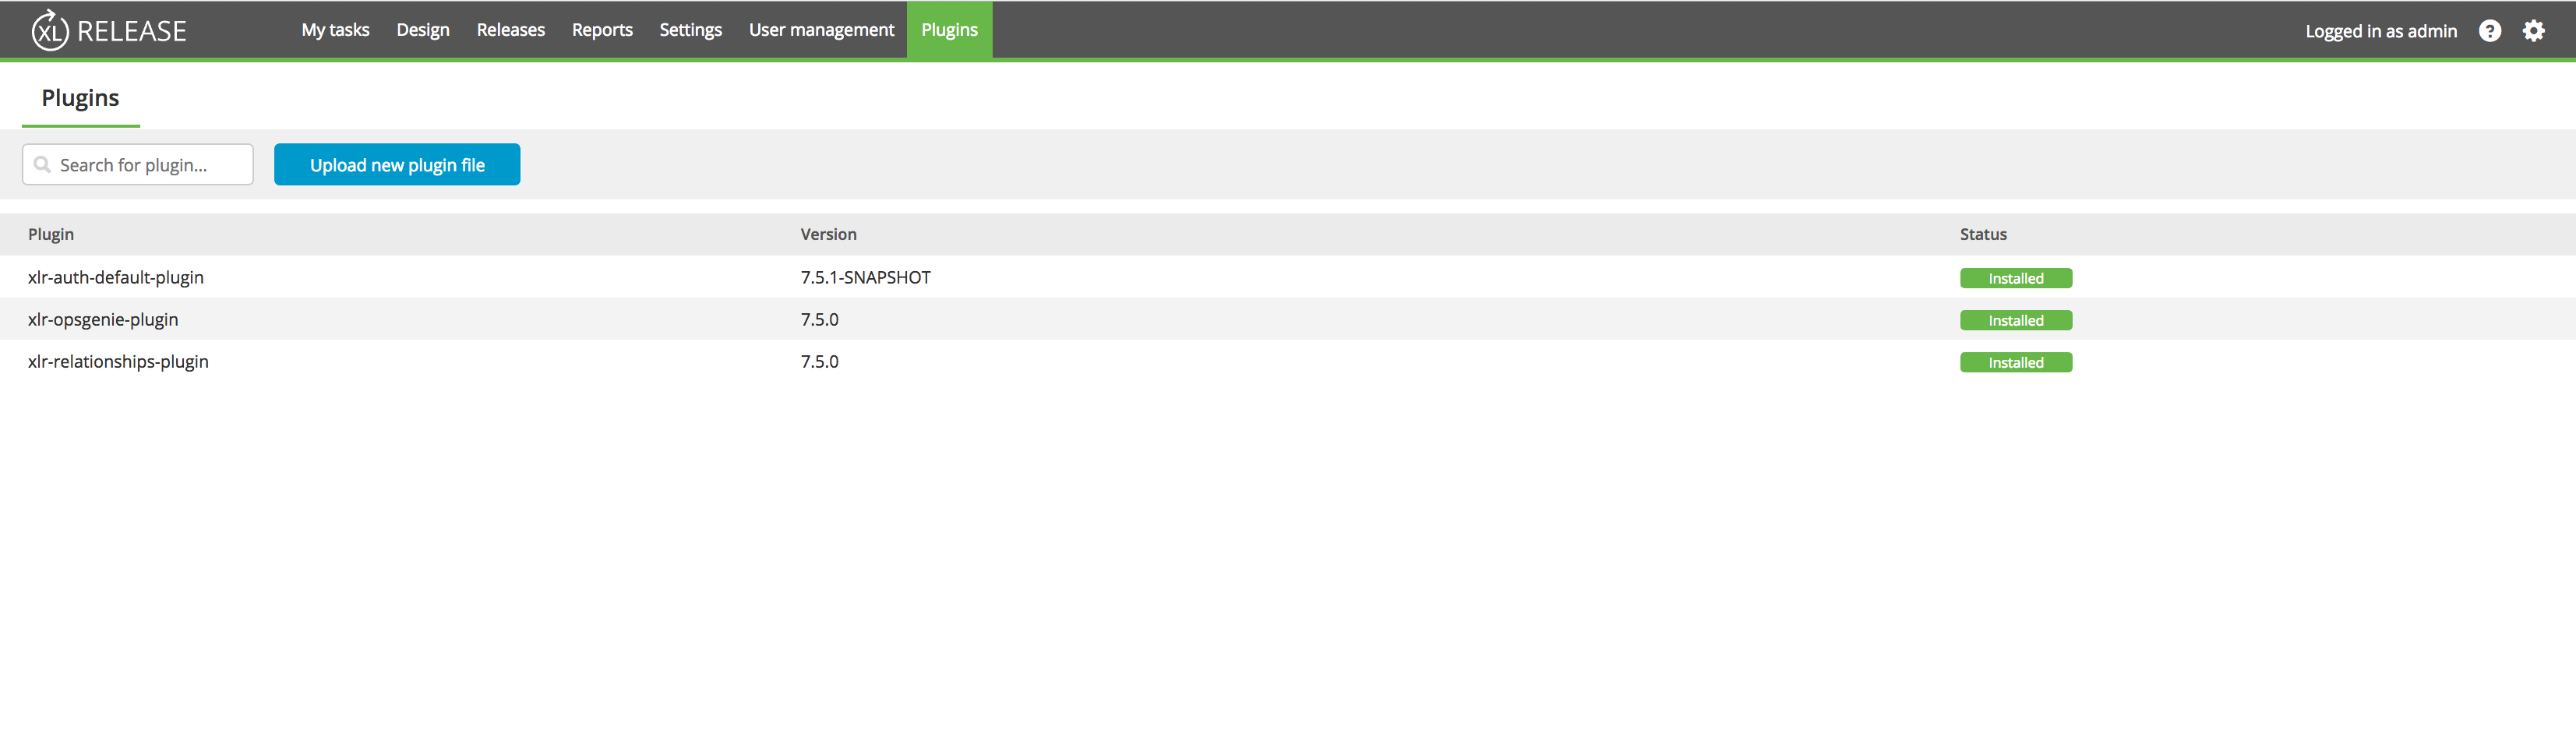 XL RELEASE My tasks Design Releases Reports Settings User management Plugins Logged in as admin ?
Plugins
Search for plugin... Upload new plugin file
Plugin Version Status
xlr-auth-default-plugin 7.5.1-SNAPSHOT Installed
xlr-opsgenie-plugin 7.5.0 Installed
xlr-relationships-plugin 7.5.0 Installed